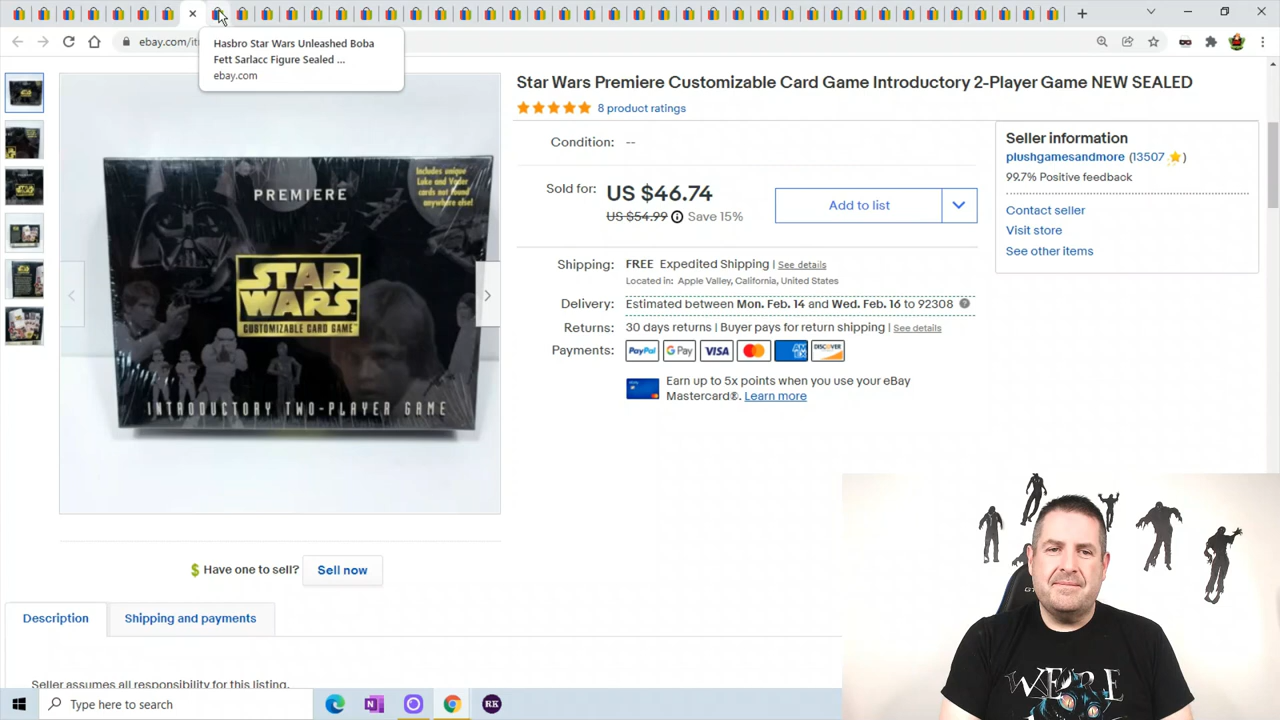 ebay.com/it
Hasbro Star Wars Unleashed Boba
Fett Sarlacc Figure Sealed ...
ebay.com
Star Wars Premiere Customizable Card Game Introductory 2-Player Game NEW SEALED
8 product ratings
Condition: --
Sold for: US $46.74
US $54.99 Save 15%
Add to list
Shipping: FREE Expedited Shipping | See details
Located in: Apple Valley, California, United States
Delivery: Estimated between Mon. Feb. 14 and Wed. Feb. 16 to 92308
Returns: 30 days returns | Buyer pays for return shipping | See details
Payments: PayPal G Pay VISA AM EX DISCOVER
Earn up to 5x points when you use your eBay
Mastercard®. Learn more
Seller information
plushgamesandmore (13507)
99.7% Positive feedback
Contact seller
Visit store
See other items
PREMIERE
Includes unique
Luke and Vader
cards not found
anywhere else!
STAR
WARS
CUSTOMIZABLE CARD GAME
INTRODUCTORY TWO-PLAYER GAME
Have one to sell? Sell now
Description
Shipping and payments
Seller assumes all responsibility for this listing.
WE'RE
Type here to search
RK